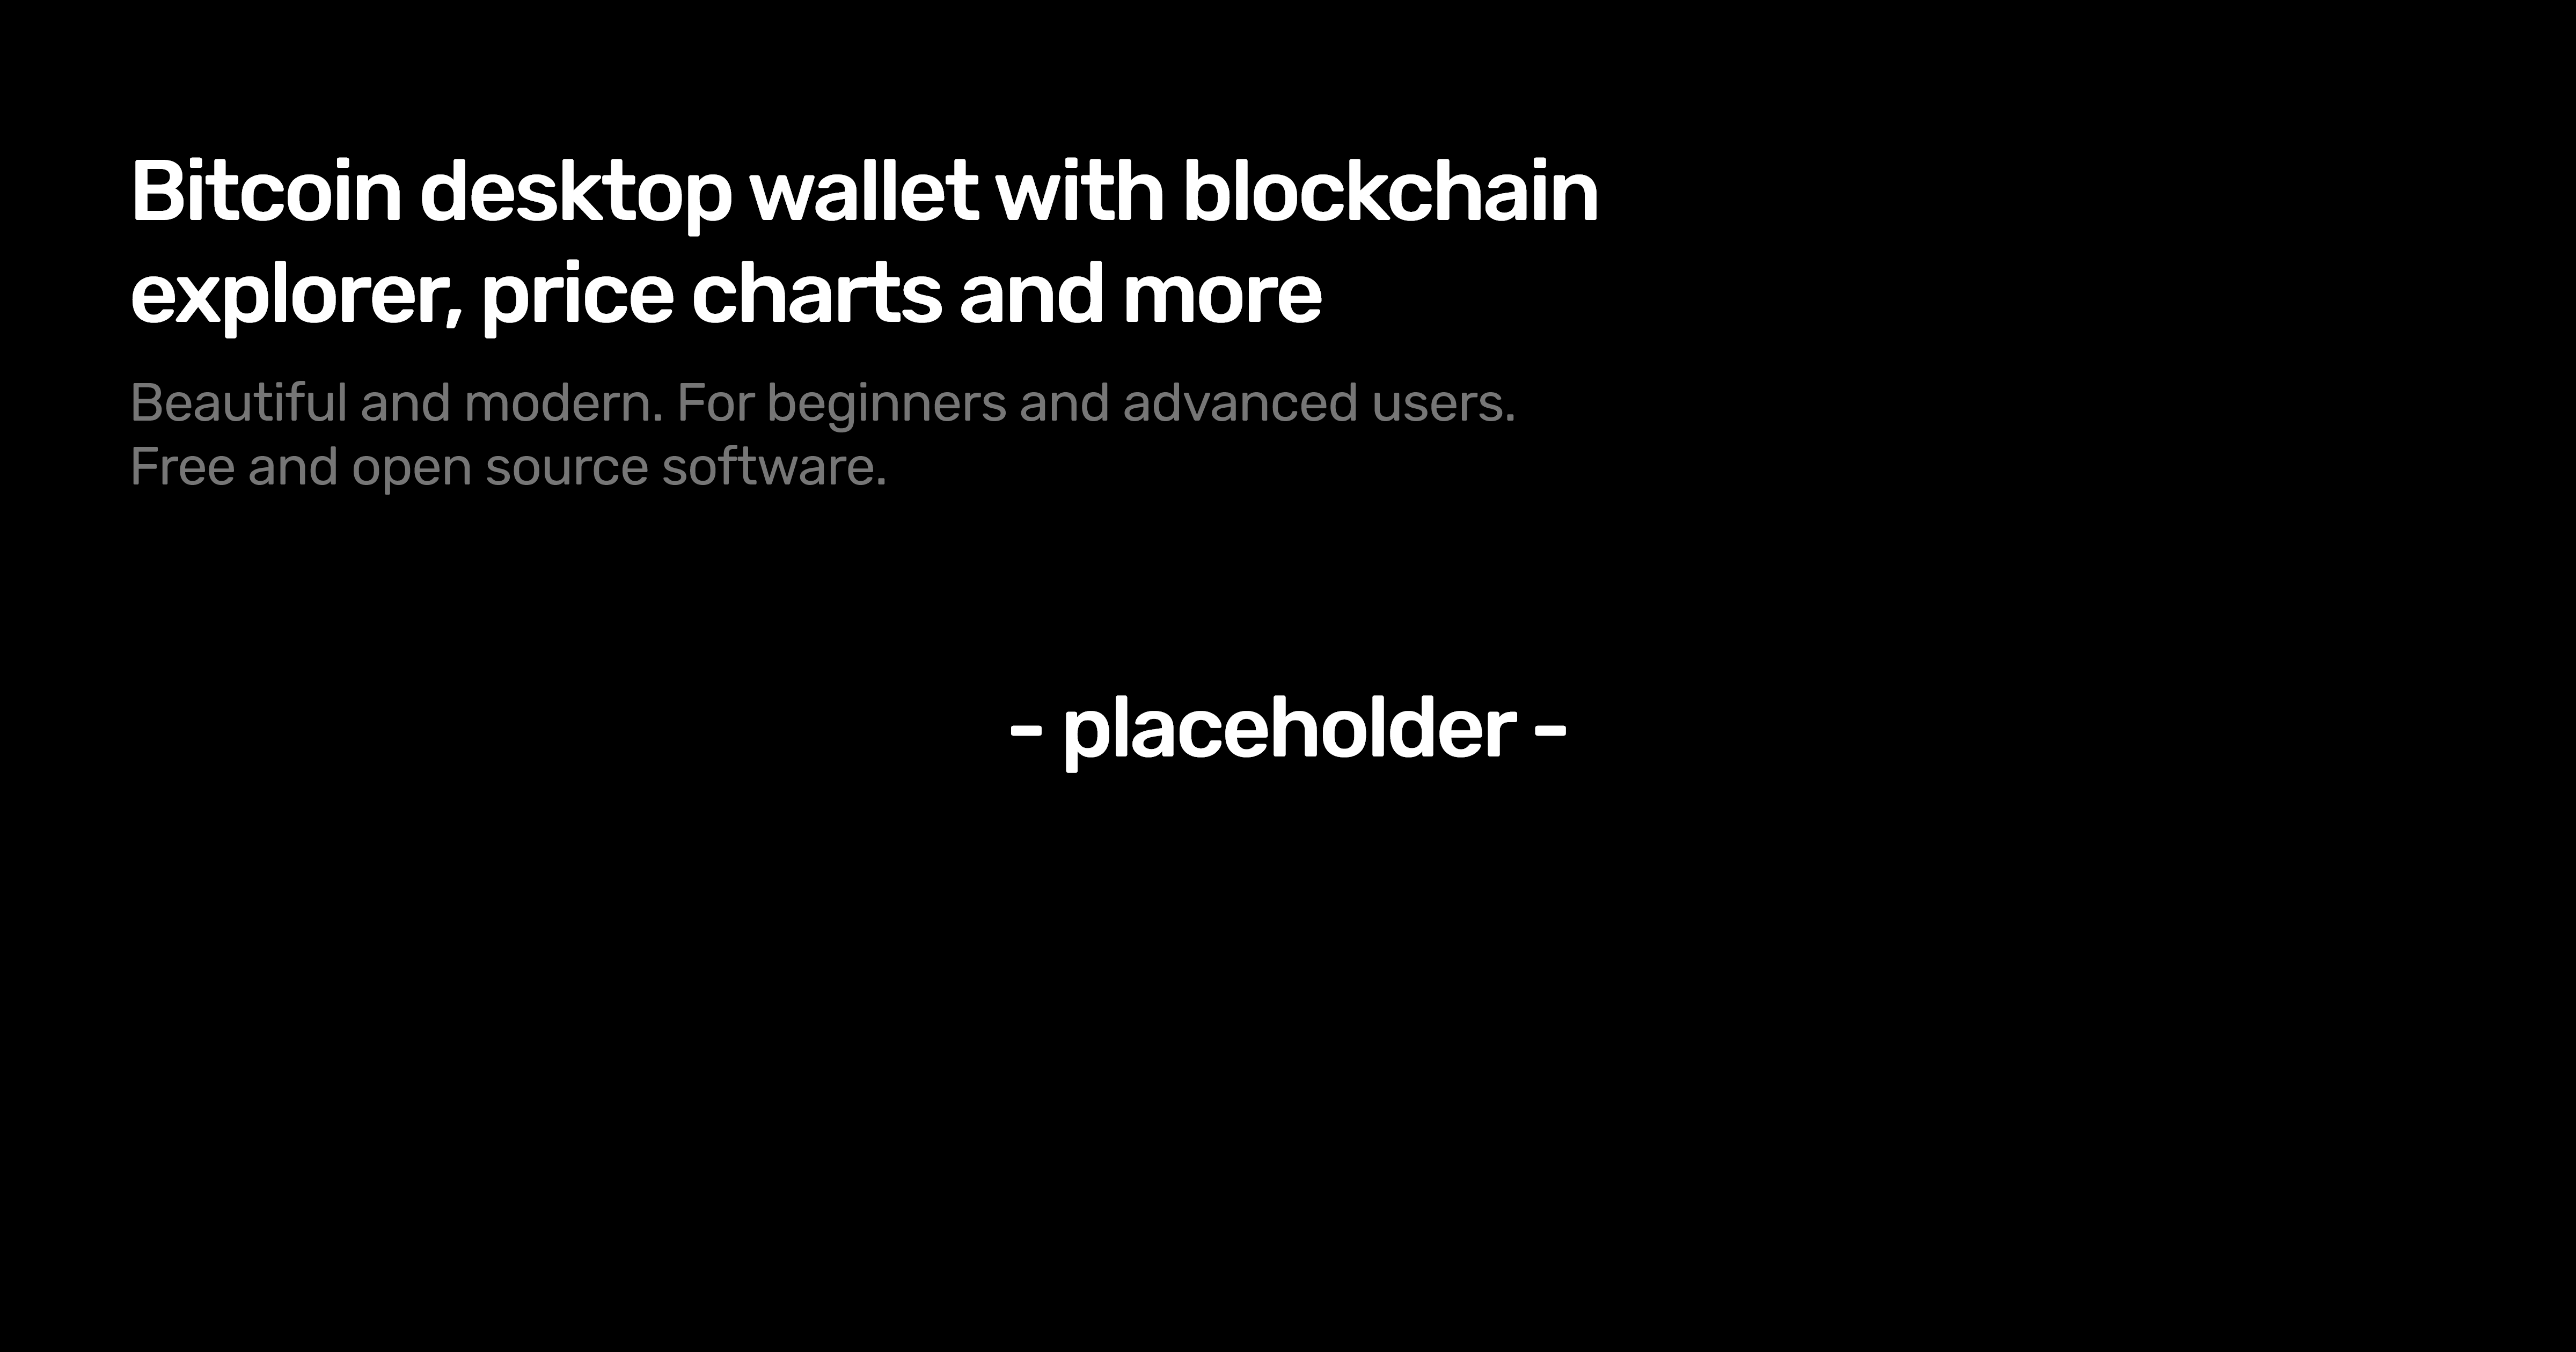 Bitcoin desktop wallet with blockchain
explorer, price charts and more
Beautiful and modern. For beginners and advanced users.
Free and open source software.
- placeholder -